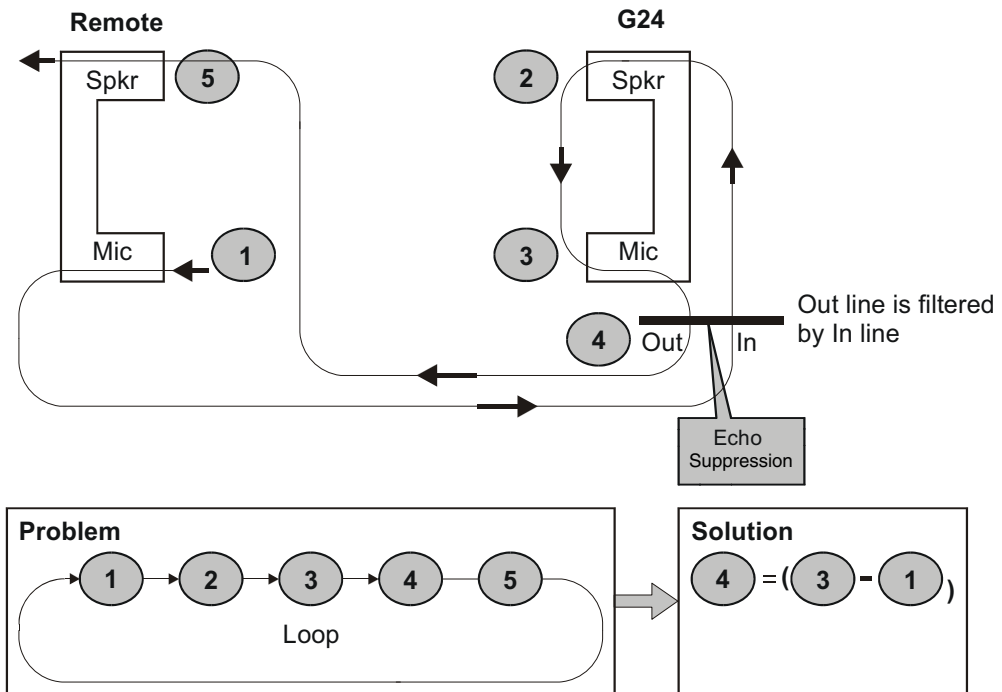 Remote
G24
Spkr
5
2
Spkr
Mic
1
3
Mic
4
Out
In
Out line is filtered
by In line
Echo
Suppression
Problem
1
2
3
4
5
Loop
Solution
4 = ( 3 - 1 )